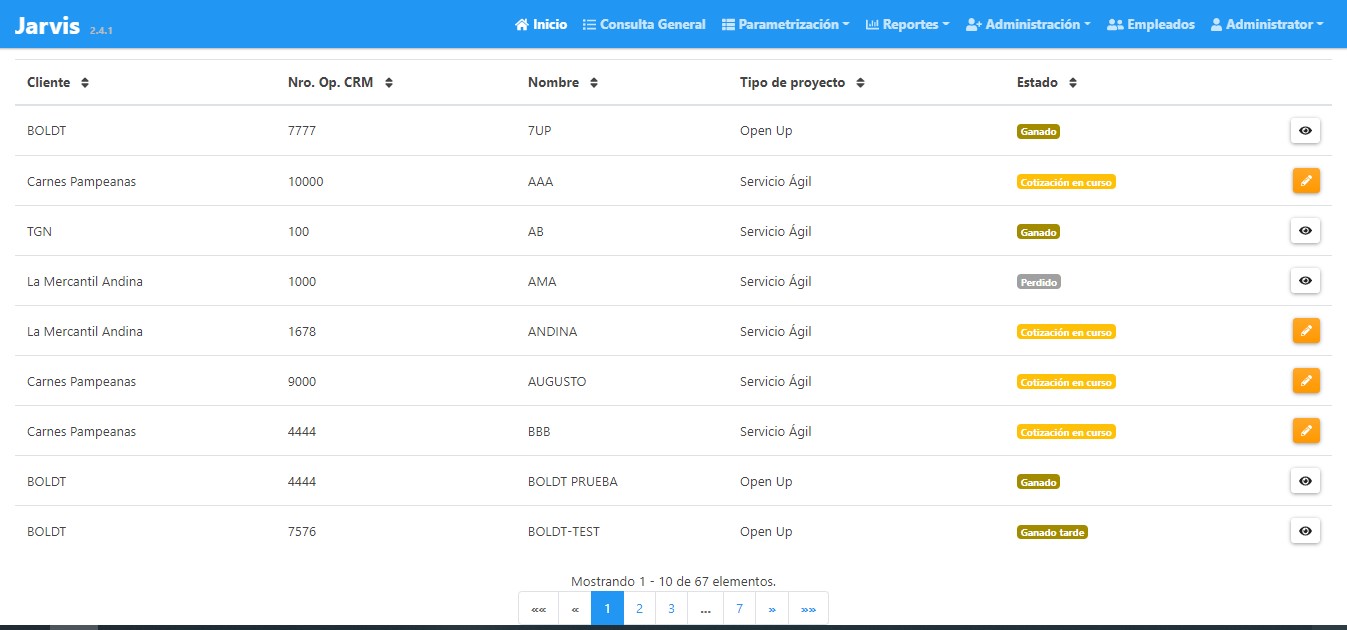 Jarvis 2.4.1 Inicio Consulta General Parametrización Reportes Administración Empleados Administrator
Cliente Nro. Op. CRM Nombre Tipo de proyecto Estado
BOLDT 7777 7UP Open Up Ganado
Carnes Pampeanas 10000 AAA Servicio Ágil Cotización en curso
TGN 100 AB Servicio Ágil Ganado
La Mercantil Andina 1000 AMA Servicio Ágil Perdido
La Mercantil Andina 1678 ANDINA Servicio Ágil Cotización en curso
Carnes Pampeanas 9000 AUGUSTO Servicio Ágil Cotización en curso
Carnes Pampeanas 4444 BBB Servicio Ágil Cotización en curso
BOLDT 4444 BOLDT PRUEBA Open Up Ganado
BOLDT 7576 BOLDT-TEST Open Up Ganado tarde
Mostrando 1 - 10 de 67 elementos.
«« « 1 2 3 ... 7 » »»